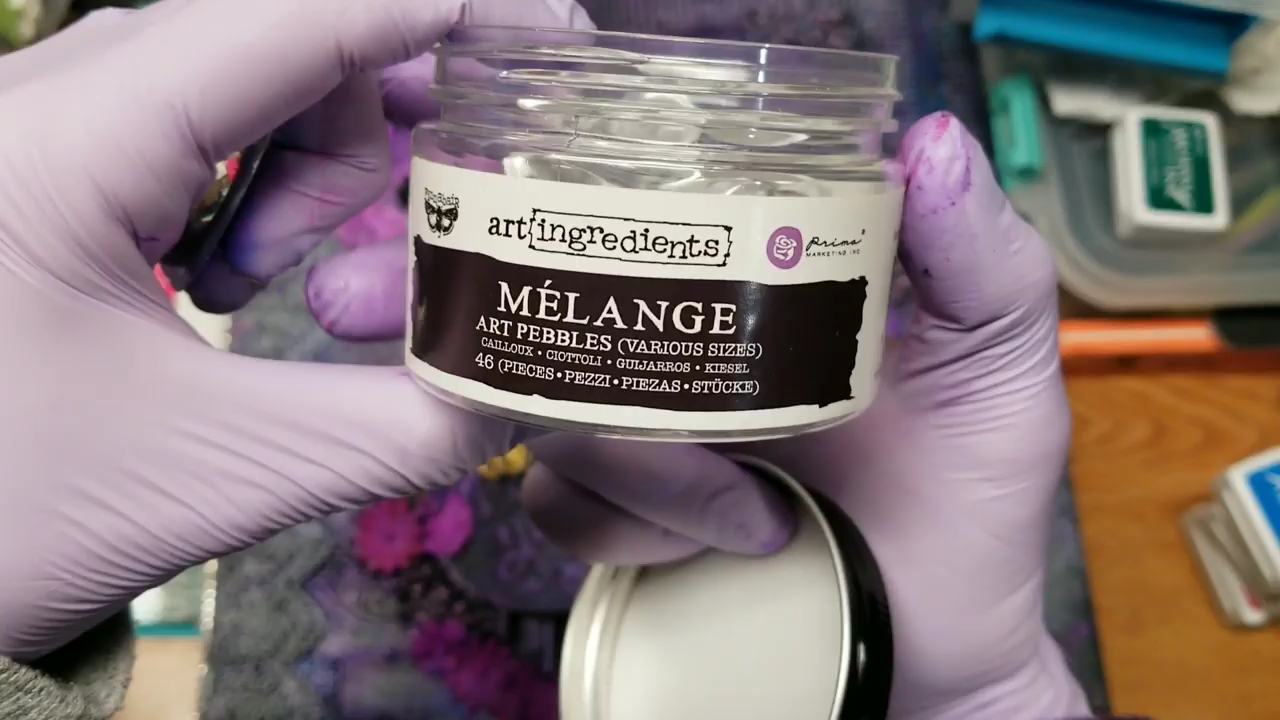 art ingredients
Prima®
MARKETING INC
MÉLANGE
ART PEBBLES (VARIOUS SIZES)
CAILLOUX • CIOTTOLI • GUIJARROS • KIESEL
46 (PIECES • PEZZI • PIEZAS • STÜCKE)